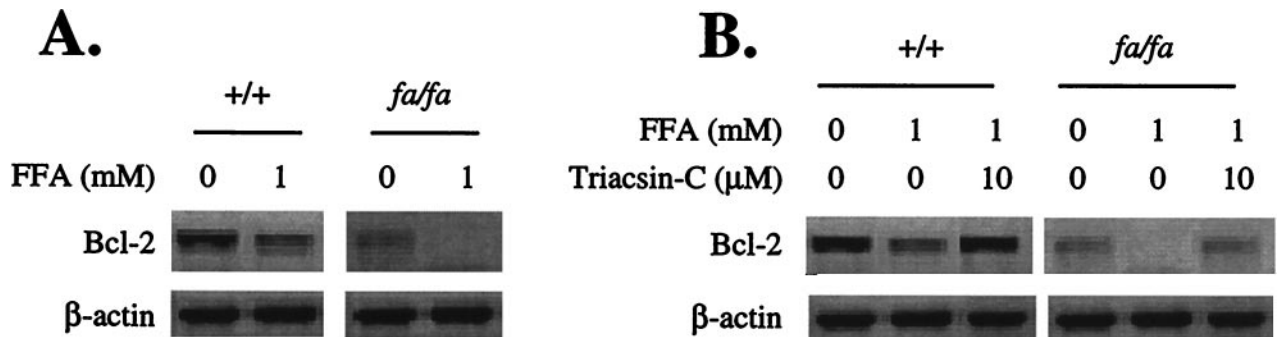 A.
+/+ fa/fa
FFA (mM) 0 1 0 1
Bcl-2
β-actin
B.
+/+ fa/fa
FFA (mM) 0 1 1 0 1 1
Triacsin-C (μM) 0 0 10 0 0 10
Bcl-2
β-actin